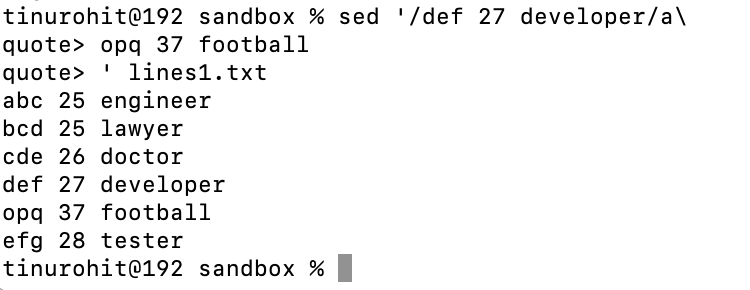 tinurohit@192 sandbox % sed '/def 27 developer/a\
quote> opq 37 football
quote> ' lines1.txt
abc 25 engineer
bcd 25 lawyer
cde 26 doctor
def 27 developer
opq 37 football
efg 28 tester
tinurohit@192 sandbox %